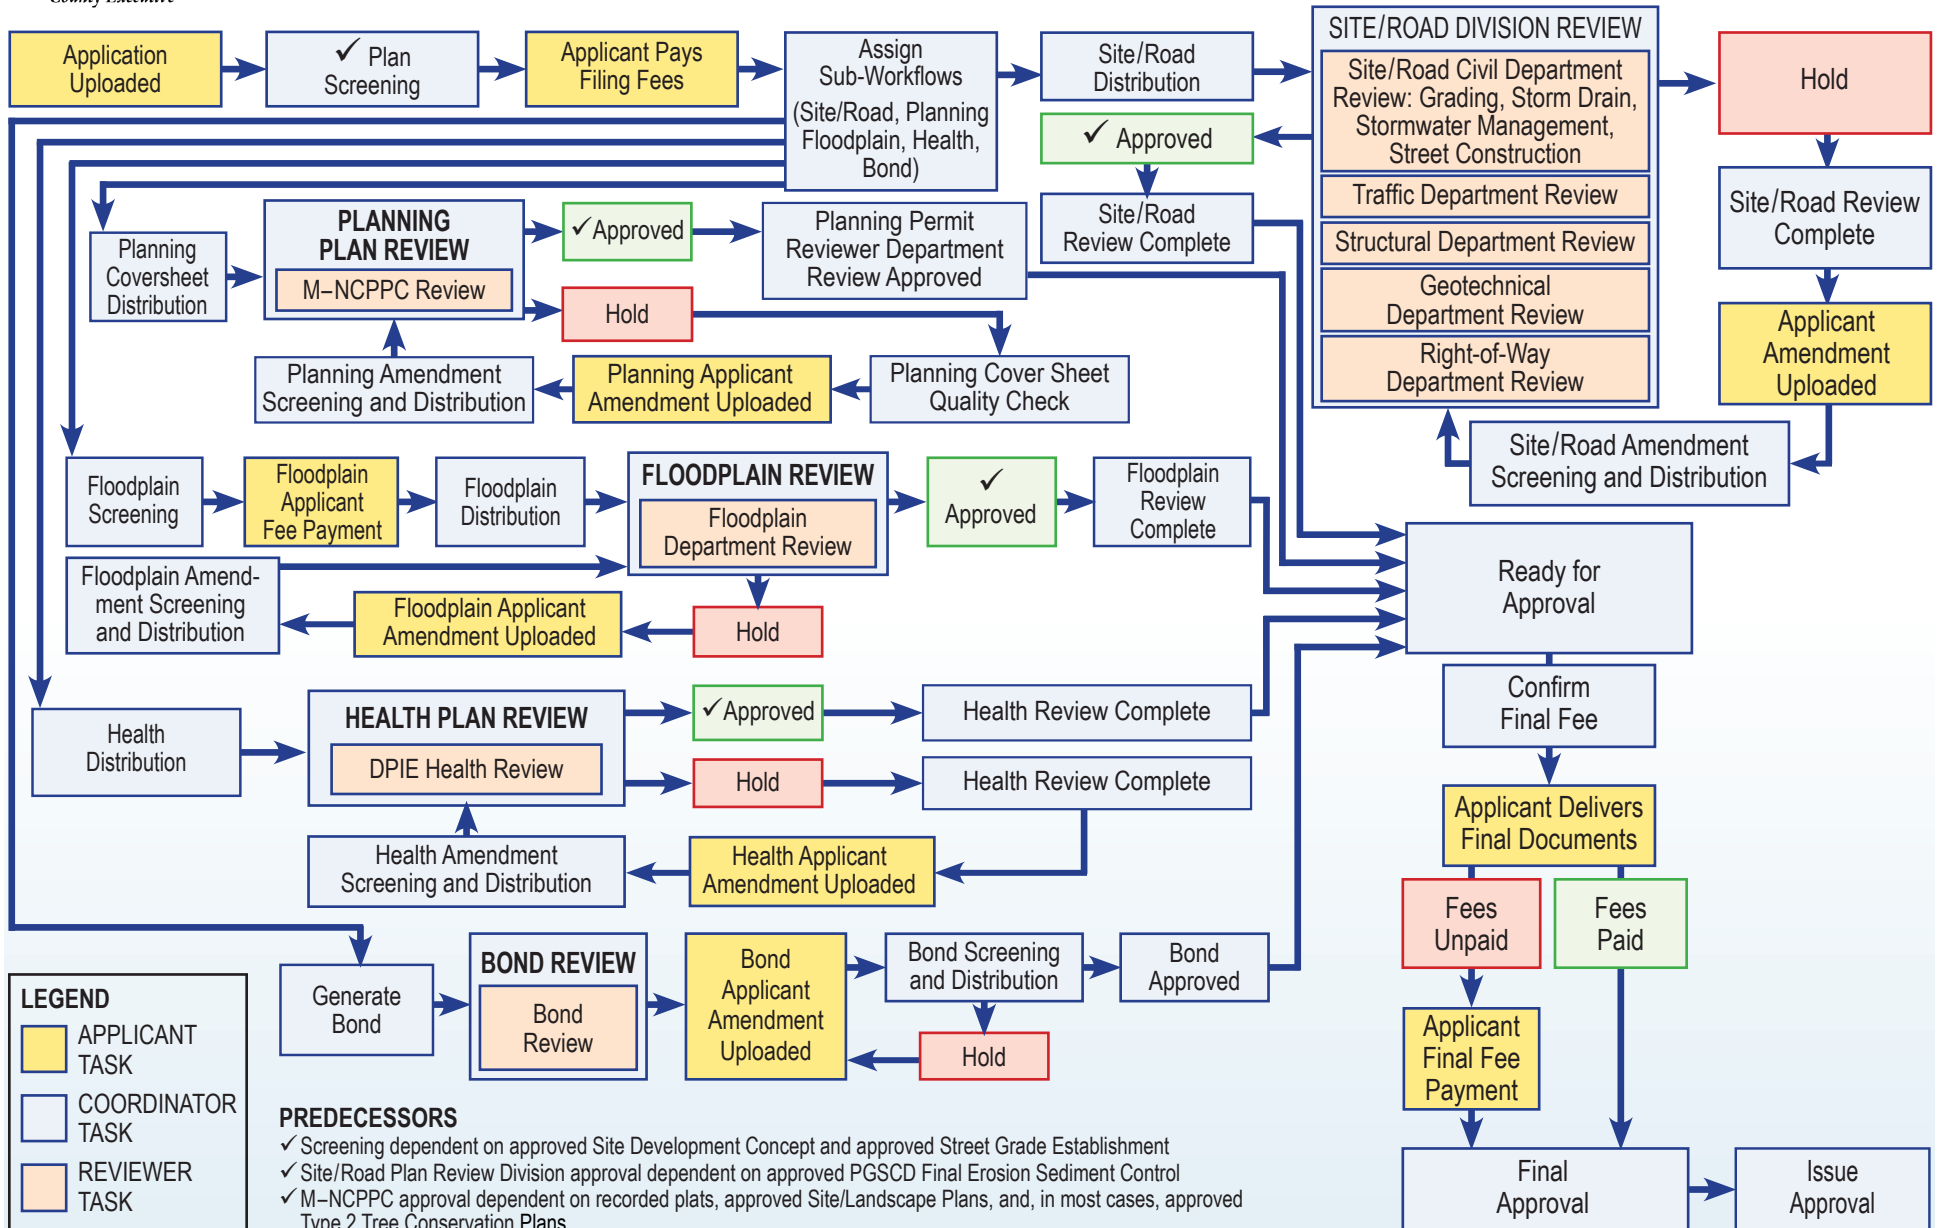 County Executive
Application
Uploaded
✓ Plan
Screening
Applicant Pays
Filing Fees
Assign
Sub-Workflows
(Site/Road, Planning
Floodplain, Health,
Bond)
Site/Road
Distribution
SITE/ROAD DIVISION REVIEW
Site/Road Civil Department
Review: Grading, Storm Drain,
Stormwater Management,
Street Construction
Traffic Department Review
Structural Department Review
Geotechnical
Department Review
Right-of-Way
Department Review
Hold
Site/Road Review
Complete
Applicant
Amendment
Uploaded
Site/Road Amendment
Screening and Distribution
✓ Approved
Site/Road
Review Complete
Planning
Coversheet
Distribution
PLANNING
PLAN REVIEW
M–NCPPC Review
✓ Approved
Planning Permit
Reviewer Department
Review Approved
Hold
Planning Cover Sheet
Quality Check
Planning Applicant
Amendment Uploaded
Planning Amendment
Screening and Distribution
Floodplain
Screening
Floodplain
Applicant
Fee Payment
Floodplain
Distribution
FLOODPLAIN REVIEW
Floodplain
Department Review
✓
Approved
Floodplain
Review
Complete
Floodplain Amend-
ment Screening
and Distribution
Floodplain Applicant
Amendment Uploaded
Hold
Health
Distribution
HEALTH PLAN REVIEW
DPIE Health Review
✓ Approved
Health Review Complete
Hold
Health Review Complete
Health Amendment
Screening and Distribution
Health Applicant
Amendment Uploaded
Generate
Bond
BOND REVIEW
Bond
Review
Bond
Applicant
Amendment
Uploaded
Bond Screening
and Distribution
Bond
Approved
Hold
Ready for
Approval
Confirm
Final Fee
Applicant Delivers
Final Documents
Fees
Unpaid
Fees
Paid
Applicant
Final Fee
Payment
Final
Approval
Issue
Approval
LEGEND
APPLICANT
TASK
COORDINATOR
TASK
REVIEWER
TASK
PREDECESSORS
✓ Screening dependent on approved Site Development Concept and approved Street Grade Establishment
✓ Site/Road Plan Review Division approval dependent on approved PGSCD Final Erosion Sediment Control
✓ M–NCPPC approval dependent on recorded plats, approved Site/Landscape Plans, and, in most cases, approved
Type 2 Tree Conservation Plans